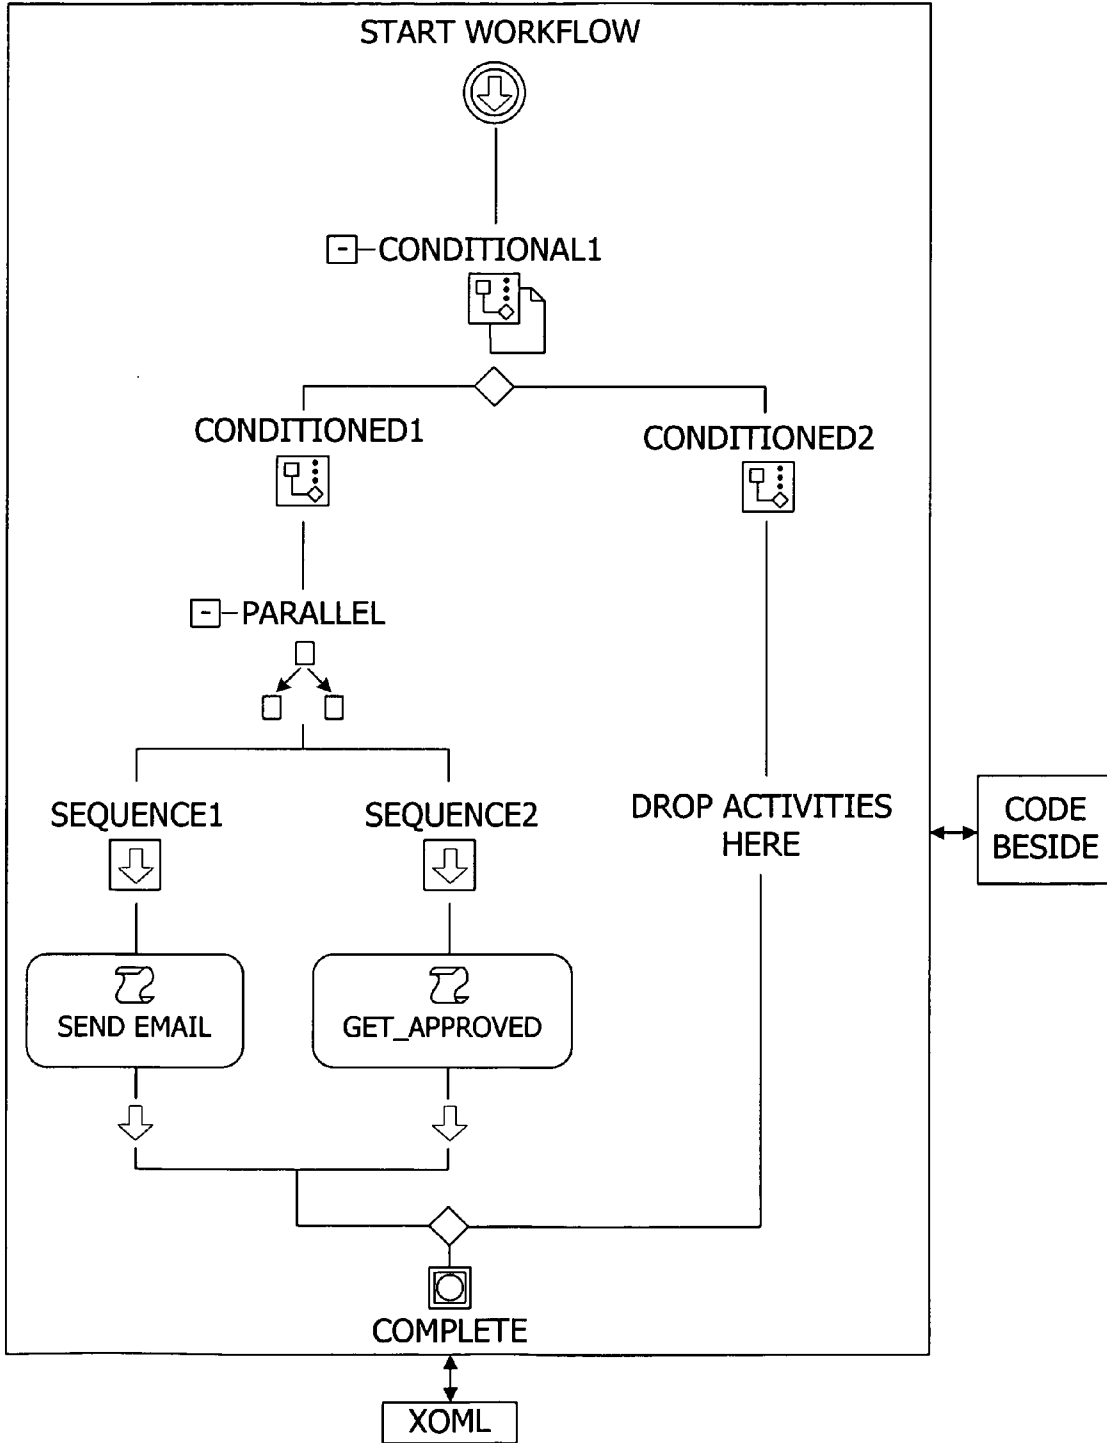 START WORKFLOW
CONDITIONAL1
CONDITIONED1
CONDITIONED2
PARALLEL
SEQUENCE1
SEQUENCE2
DROP ACTIVITIES
HERE
CODE
BESIDE
SEND EMAIL
GET_APPROVED
COMPLETE
XOML